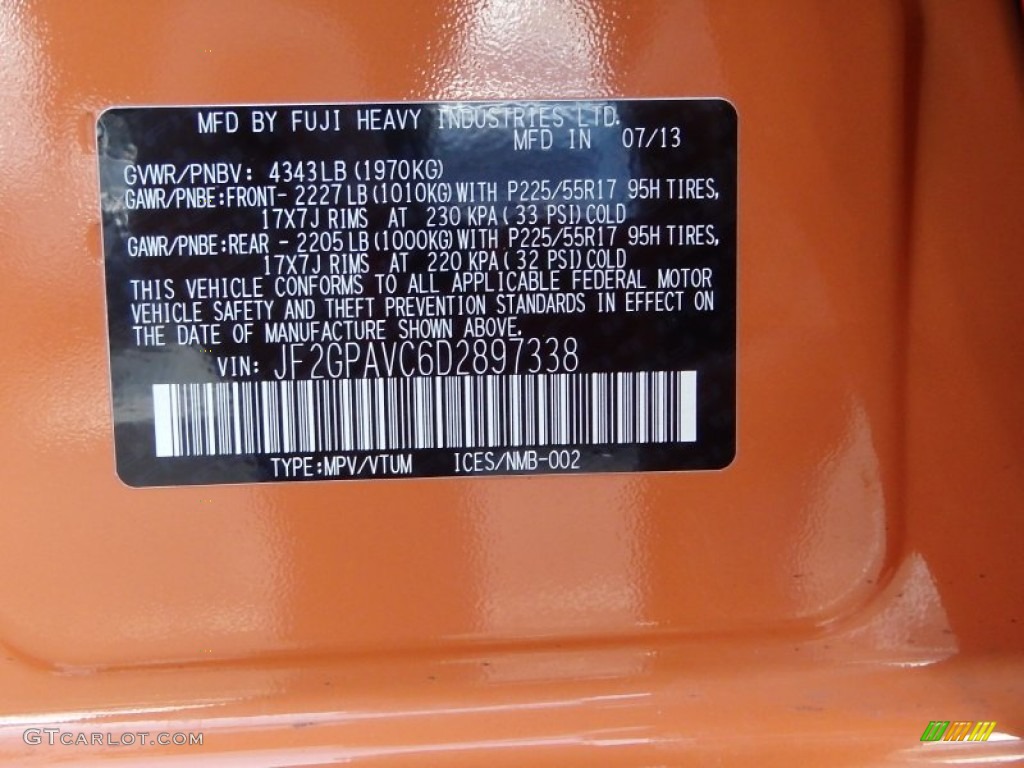 MFD BY FUJI HEAVY INDUSTRIES LTD.
MFD IN 07/13
GVWR/PNBV: 4343LB (1970KG)
GAWR/PNBE:FRONT- 2227 LB (1010KG) WITH P225/55R17 95H TIRES,
17X7J RIMS AT 230 KPA ( 33 PSI) COLD
GAWR/PNBE:REAR - 2205 LB (1000KG) WITH P225/55R17 95H TIRES,
17X7J RIMS AT 220 KPA ( 32 PSI) COLD
THIS VEHICLE CONFORMS TO ALL APPLICABLE FEDERAL MOTOR
VEHICLE SAFETY AND THEFT PREVENTION STANDARDS IN EFFECT ON
THE DATE OF MANUFACTURE SHOWN ABOVE.
VIN: JF2GPAVC6D2897338
TYPE:MPV/VTUM ICES/NMB-002
GTCARLOT.COM